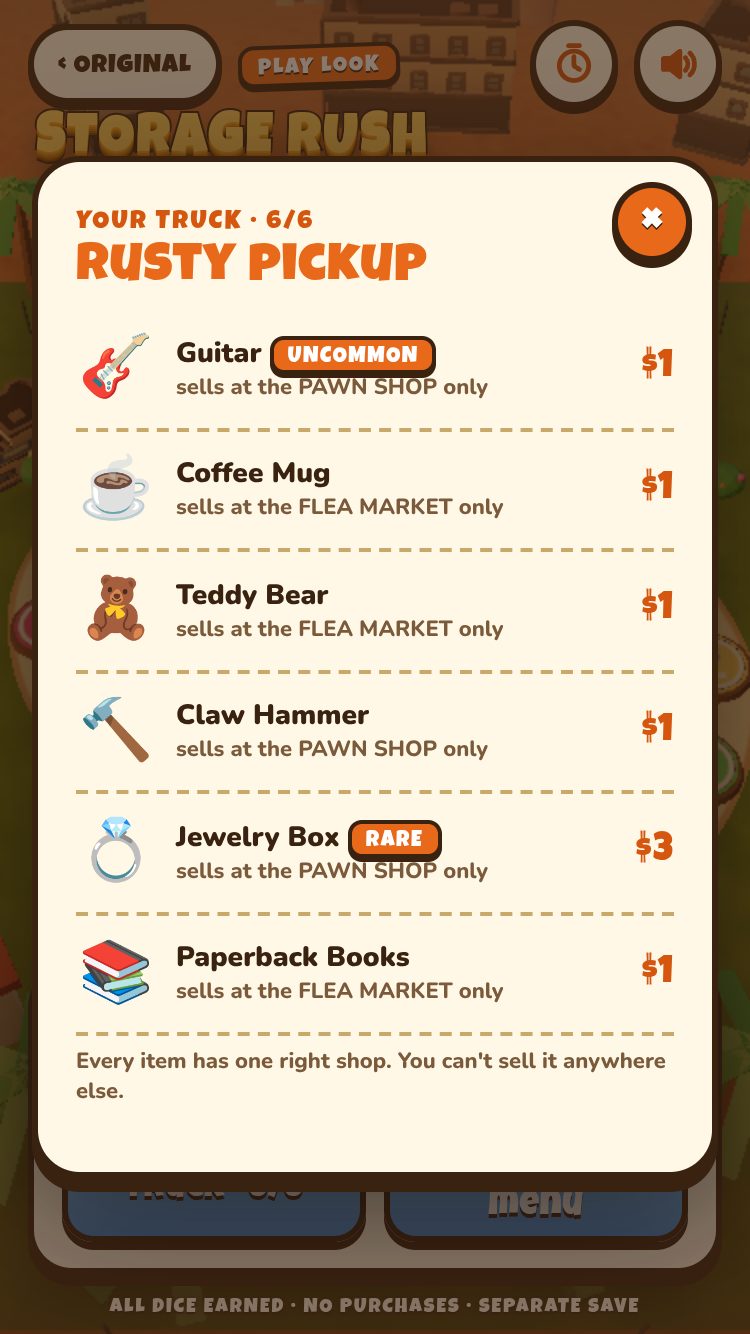 ‹ ORIGINAL
PLAY LOOK
STORAGE RUSH
YOUR TRUCK · 6/6
RUSTY PICKUP
Guitar UNCOMMON
sells at the PAWN SHOP only
$1
Coffee Mug
sells at the FLEA MARKET only
$1
Teddy Bear
sells at the FLEA MARKET only
$1
Claw Hammer
sells at the PAWN SHOP only
$1
Jewelry Box RARE
sells at the PAWN SHOP only
$3
Paperback Books
sells at the FLEA MARKET only
$1
Every item has one right shop. You can't sell it anywhere
else.
menu
ALL DICE EARNED · NO PURCHASES · SEPARATE SAVE